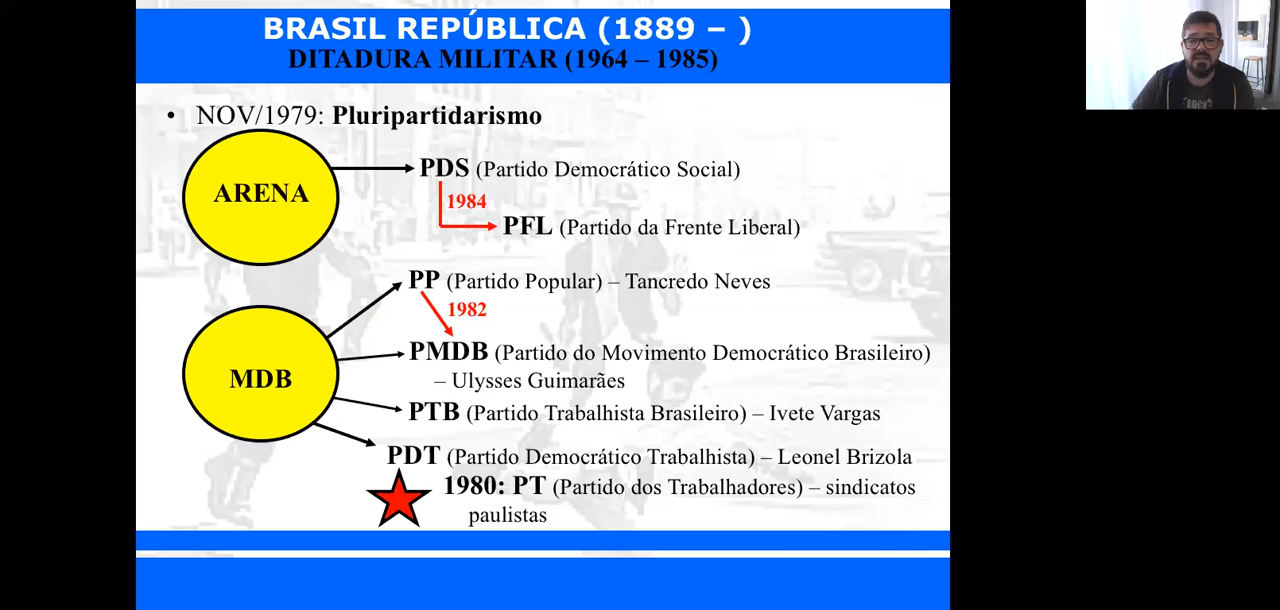 BRASIL REPÚBLICA (1889 – )
DITADURA MILITAR (1964 – 1985)
• NOV/1979: Pluripartidarismo
ARENA
PDS (Partido Democrático Social)
1984
PFL (Partido da Frente Liberal)
PP (Partido Popular) – Tancredo Neves
1982
MDB
PMDB (Partido do Movimento Democrático Brasileiro)
– Ulysses Guimarães
PTB (Partido Trabalhista Brasileiro) – Ivete Vargas
PDT (Partido Democrático Trabalhista) – Leonel Brizola
1980: PT (Partido dos Trabalhadores) – sindicatos
paulistas
ROCK